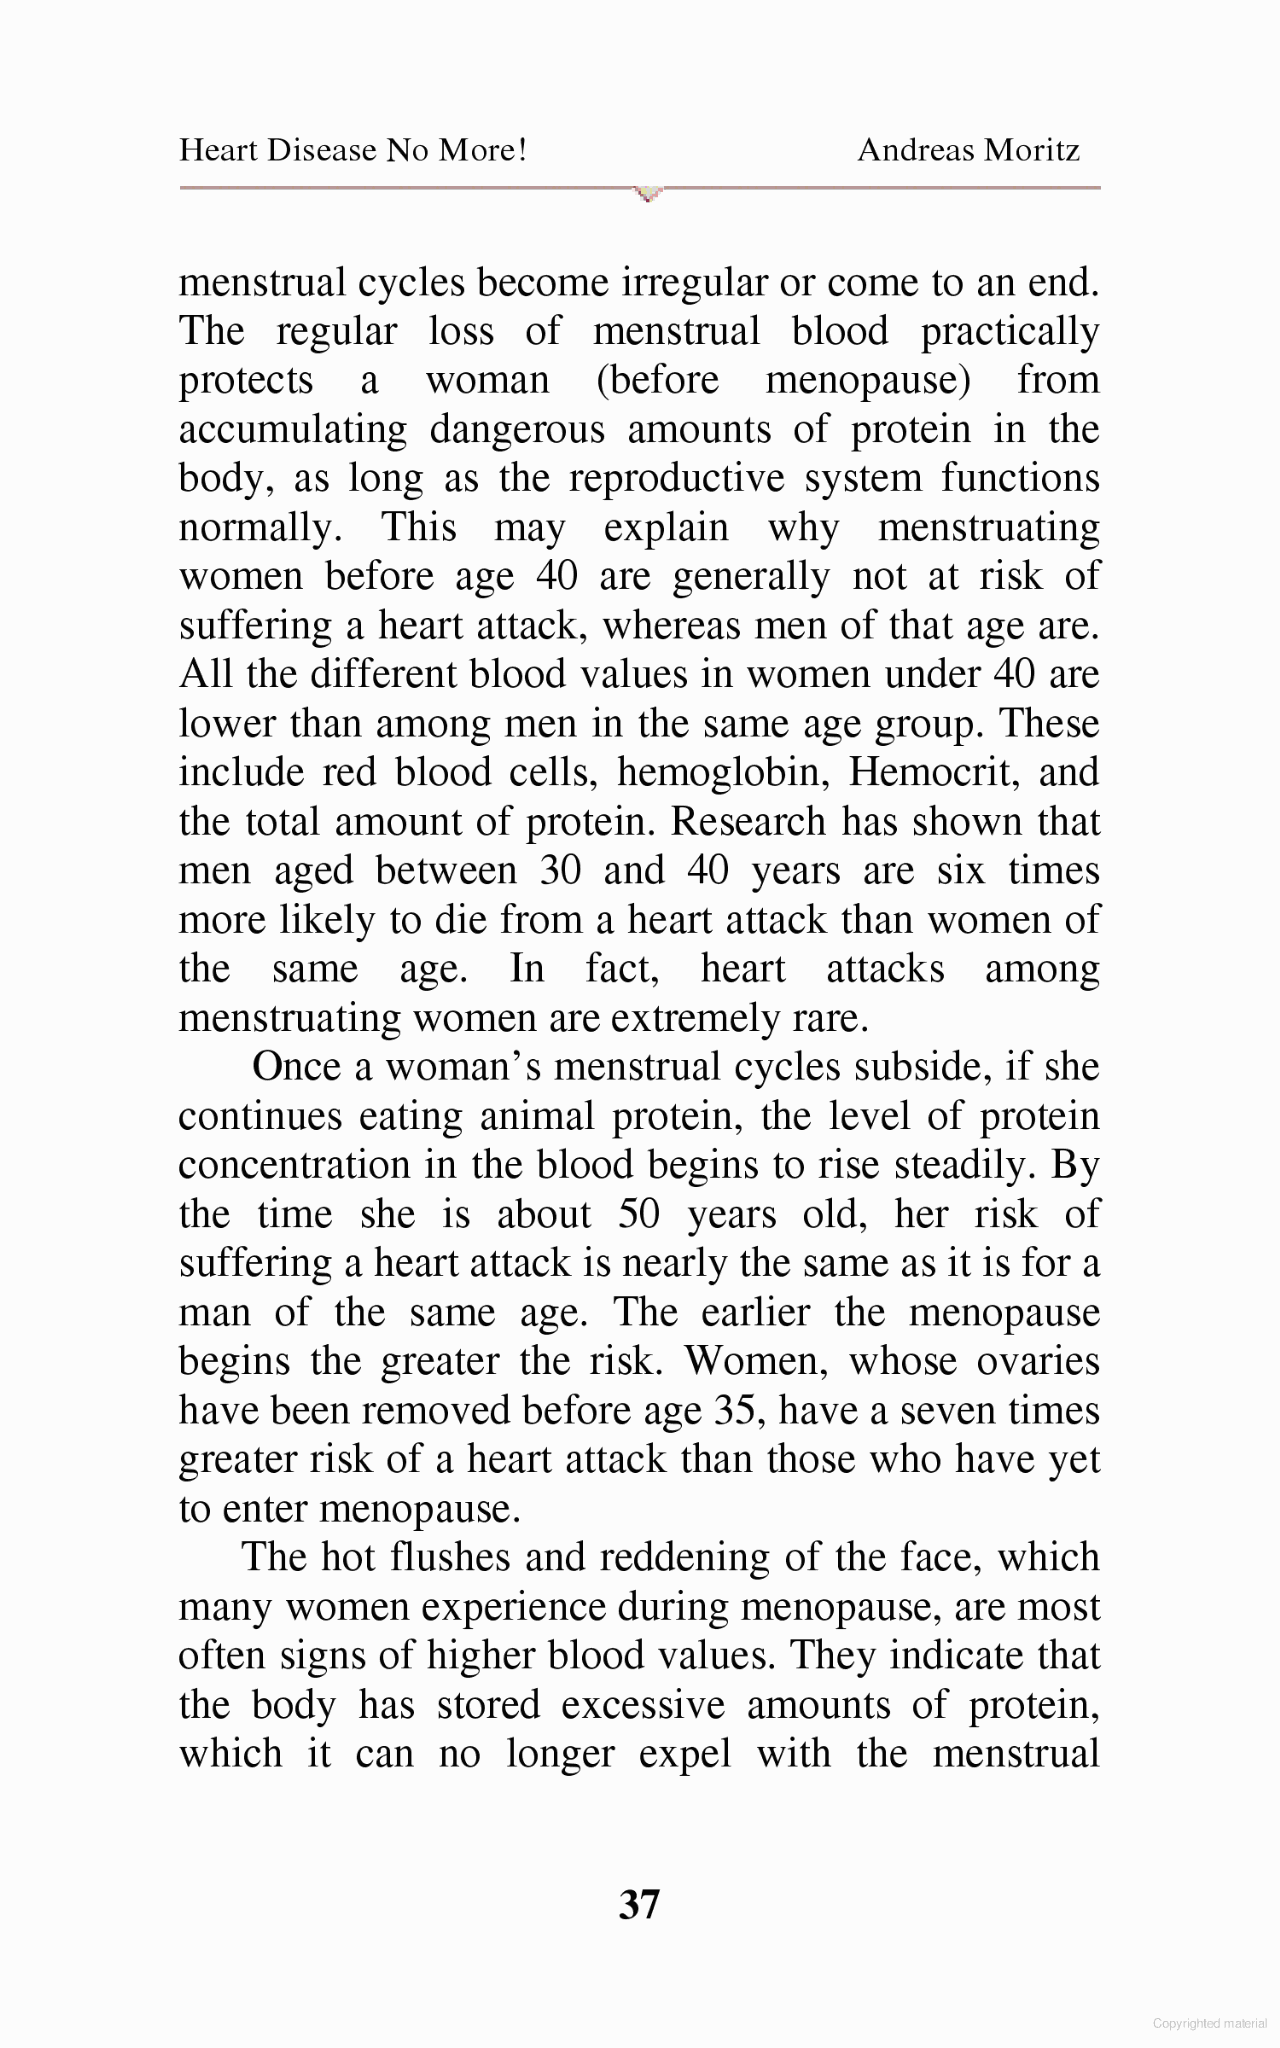 Heart Disease No More! Andreas Moritz
menstrual cycles become irregular or come to an end.
The regular loss of menstrual blood practically
protects a woman (before menopause) from
accumulating dangerous amounts of protein in the
body, as long as the reproductive system functions
normally. This may explain why menstruating
women before age 40 are generally not at risk of
suffering a heart attack, whereas men of that age are.
All the different blood values in women under 40 are
lower than among men in the same age group. These
include red blood cells, hemoglobin, Hemocrit, and
the total amount of protein. Research has shown that
men aged between 30 and 40 years are six times
more likely to die from a heart attack than women of
the same age. In fact, heart attacks among
menstruating women are extremely rare.
Once a woman’s menstrual cycles subside, if she
continues eating animal protein, the level of protein
concentration in the blood begins to rise steadily. By
the time she is about 50 years old, her risk of
suffering a heart attack is nearly the same as it is for a
man of the same age. The earlier the menopause
begins the greater the risk. Women, whose ovaries
have been removed before age 35, have a seven times
greater risk of a heart attack than those who have yet
to enter menopause.
The hot flushes and reddening of the face, which
many women experience during menopause, are most
often signs of higher blood values. They indicate that
the body has stored excessive amounts of protein,
which it can no longer expel with the menstrual
37
Copyrighted material